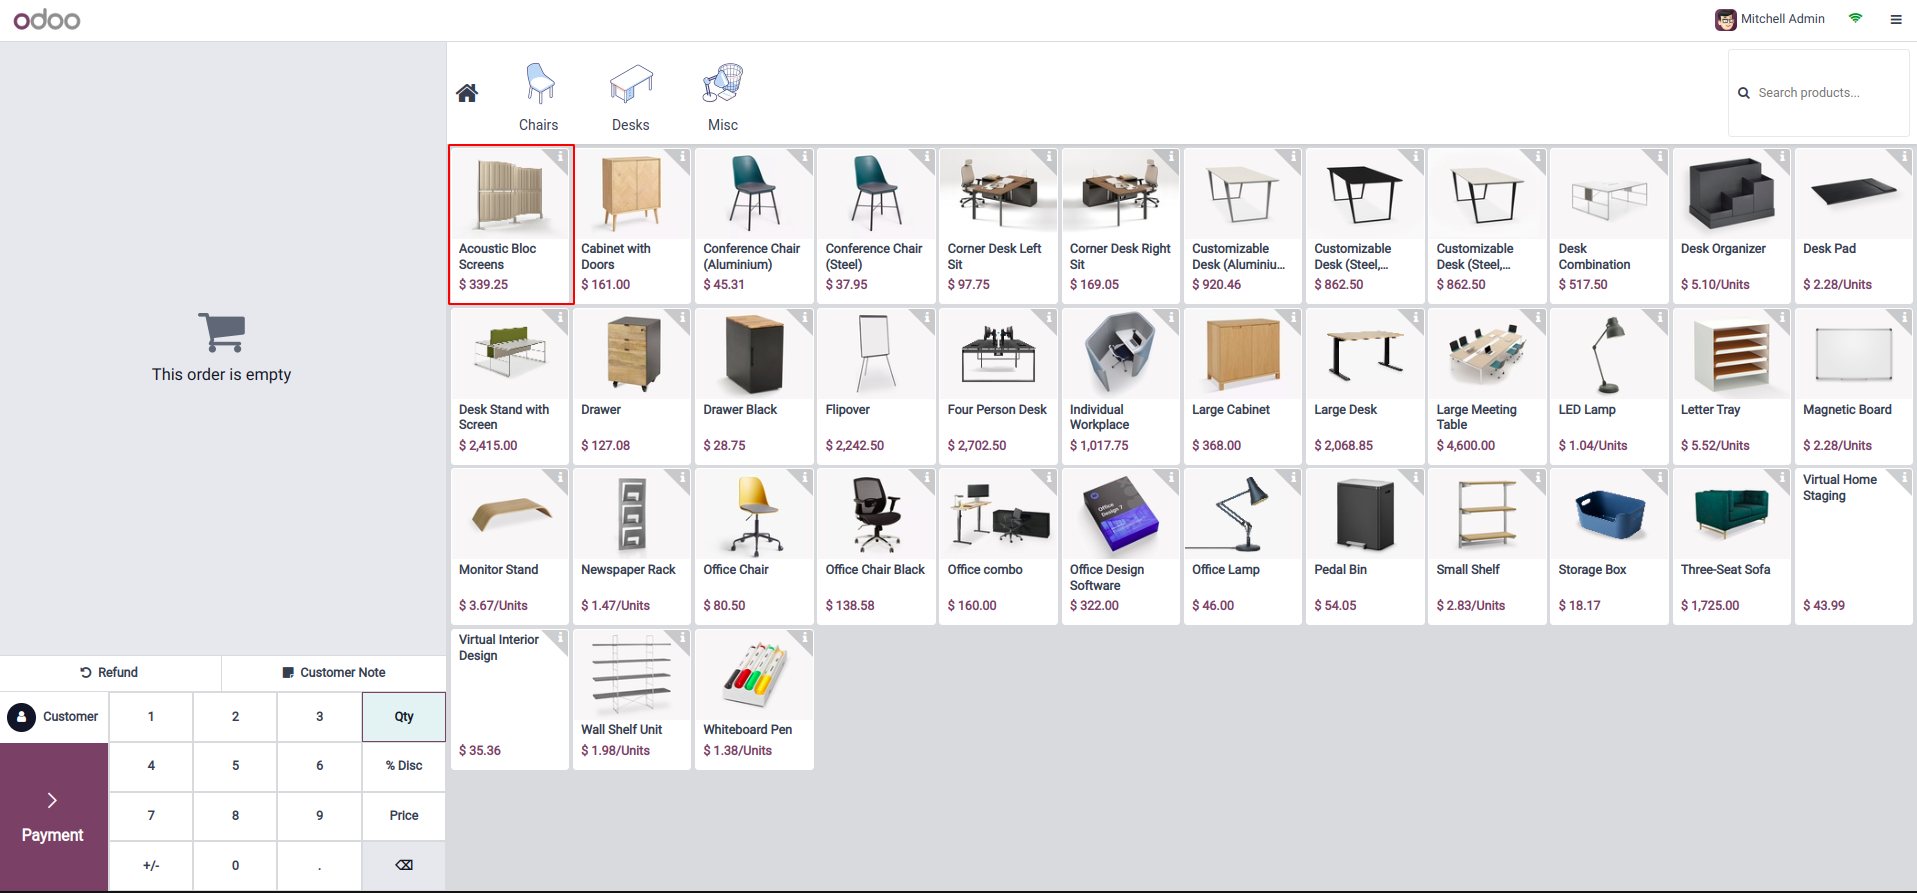 odoo
Mitchell Admin
Chairs
Desks
Misc
Search products...
This order is empty
Acoustic Bloc
Screens
$ 339.25
Cabinet with
Doors
$ 161.00
Conference Chair
(Aluminium)
$ 45.31
Conference Chair
(Steel)
$ 37.95
Corner Desk Left
Sit
$ 97.75
Corner Desk Right
Sit
$ 169.05
Customizable
Desk (Aluminiu...
$ 920.46
Customizable
Desk (Steel,...
$ 862.50
Customizable
Desk (Steel,...
$ 862.50
Desk
Combination
$ 517.50
Desk Organizer
$ 5.10/Units
Desk Pad
$ 2.28/Units
Desk Stand with
Screen
$ 2,415.00
Drawer
$ 127.08
Drawer Black
$ 28.75
Flipover
$ 2,242.50
Four Person Desk
$ 2,702.50
Individual
Workplace
$ 1,017.75
Large Cabinet
$ 368.00
Large Desk
$ 2,068.85
Large Meeting
Table
$ 4,600.00
LED Lamp
$ 1.04/Units
Letter Tray
$ 5.52/Units
Magnetic Board
$ 2.28/Units
Monitor Stand
$ 3.67/Units
Newspaper Rack
$ 1.47/Units
Office Chair
$ 80.50
Office Chair Black
$ 138.58
Office combo
$ 160.00
Office
Design 7
Office Design
Software
$ 322.00
Office Lamp
$ 46.00
Pedal Bin
$ 54.05
Small Shelf
$ 2.83/Units
Storage Box
$ 18.17
Three-Seat Sofa
$ 1,725.00
Virtual Home
Staging
$ 43.99
Virtual Interior
Design
$ 35.36
Wall Shelf Unit
$ 1.98/Units
Whiteboard Pen
$ 1.38/Units
Refund
Customer Note
Customer
1
2
3
Qty
4
5
6
% Disc
7
8
9
Price
Payment
+/-
0
.